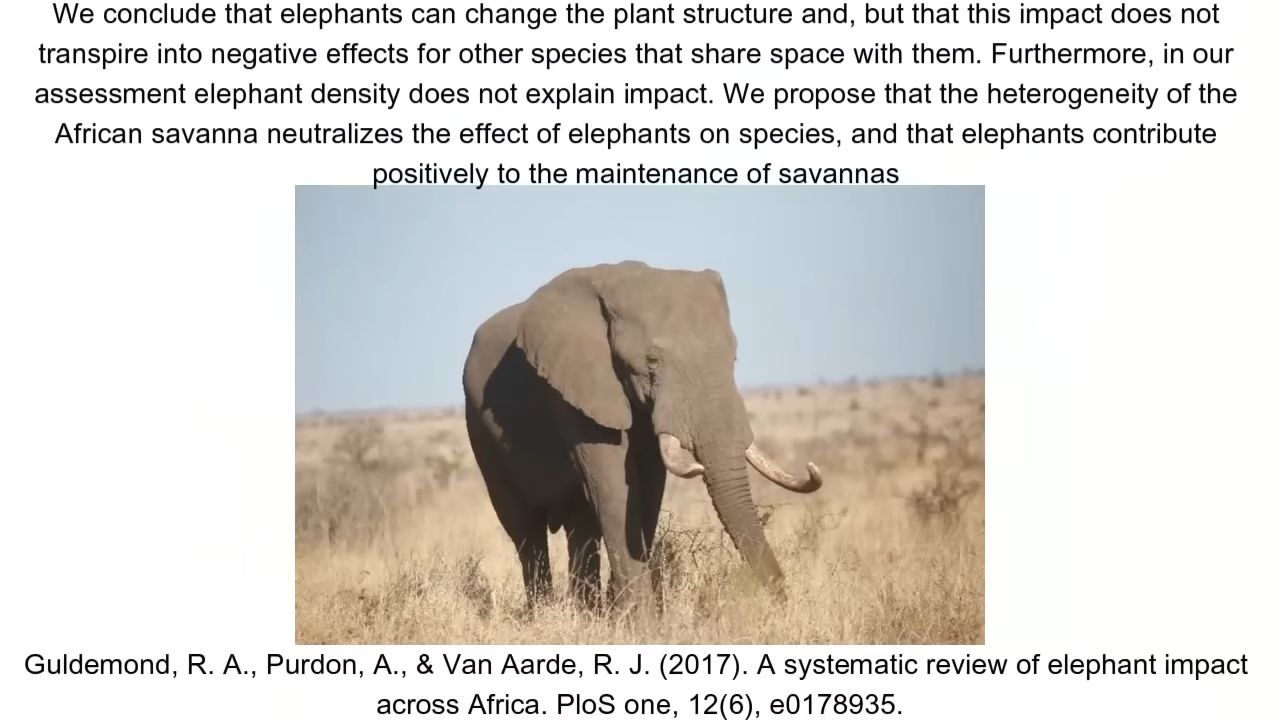 We conclude that elephants can change the plant structure and, but that this impact does not
transpire into negative effects for other species that share space with them. Furthermore, in our
assessment elephant density does not explain impact. We propose that the heterogeneity of the
African savanna neutralizes the effect of elephants on species, and that elephants contribute
positively to the maintenance of savannas
Guldemond, R. A., Purdon, A., & Van Aarde, R. J. (2017). A systematic review of elephant impact
across Africa. PloS one, 12(6), e0178935.